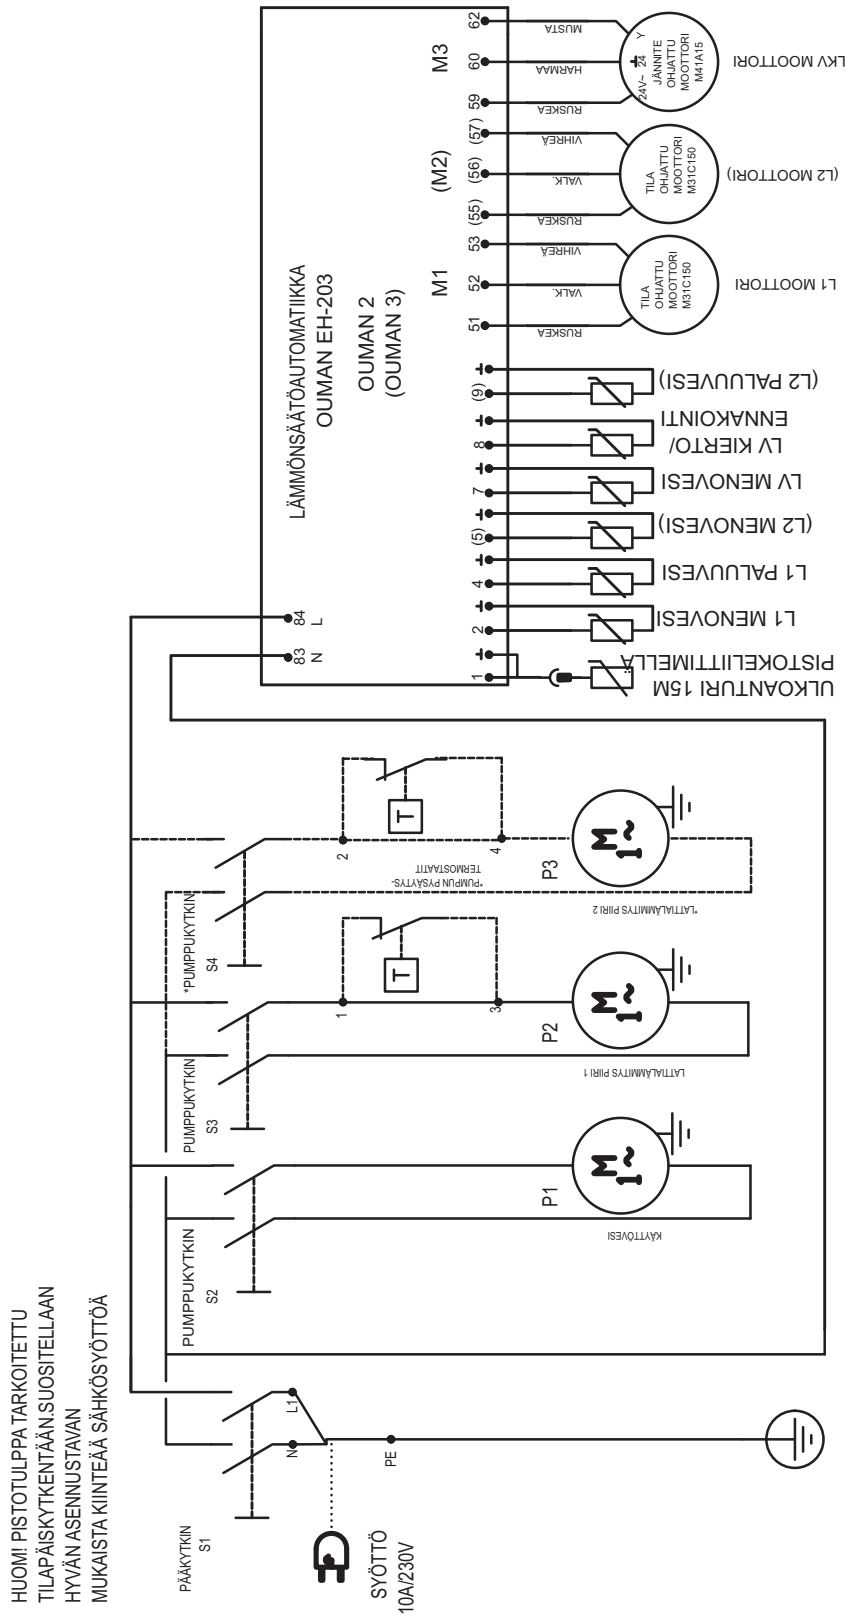 HUOM! PISTOTULPPA TARKOITETTU
TILAPÄISKYTKENTÄÄN.SUOSITELLAAN
HYVÄN ASENNUSTAVAN
MUKAISTA KIINTEÄÄ SÄHKÖSYÖTTÖÄ
PÄÄKYTKIN
S1
N
L1
SYÖTTÖ
10A/230V
PE
PUMPPUKYTKIN
S2
P1
M
1~
KÄYTTÖVESI
PUMPPUKYTKIN
S3
1
T
3
P2
M
1~
LATTIALÄMMITYS PIIRI 1
*PUMPPUKYTKIN
S4
2
T
4
*PUMPUN PYSÄYTYS-
TERMOSTAATIT
P3
M
1~
*LATTIALÄMMITYS PIIRI 2
83
N
84
L
LÄMMÖNSÄÄTÖAUTOMATIIKKA
OUMAN EH-203
OUMAN 2
(OUMAN 3)
M1
(M2)
M3
1
2
4
(5)
7
8
(9)
51
52
53
(55)
(56)
(57)
59
60
62
ULKOANTURI 15M
PISTOKELIITTIMELLÄ
L1 MENOVESI
L1 PALUUVESI
(L2 MENOVESI)
LV MENOVESI
LV KIERTO/
ENNAKOINTI
(L2 PALUUVESI)
RUSKEA
VALK.
VIHREÄ
TILA
OHJATTU
MOOTTORI
M31C150
L1 MOOTTORI
RUSKEA
VALK.
VIHREÄ
TILA
OHJATTU
MOOTTORI
M31C150
(L2 MOOTTORI)
RUSKEA
HARMAA
MUSTA
24V~ 24 Y
JÄNNITE
OHJATTU
MOOTTORI
M41A15
LKV MOOTTORI